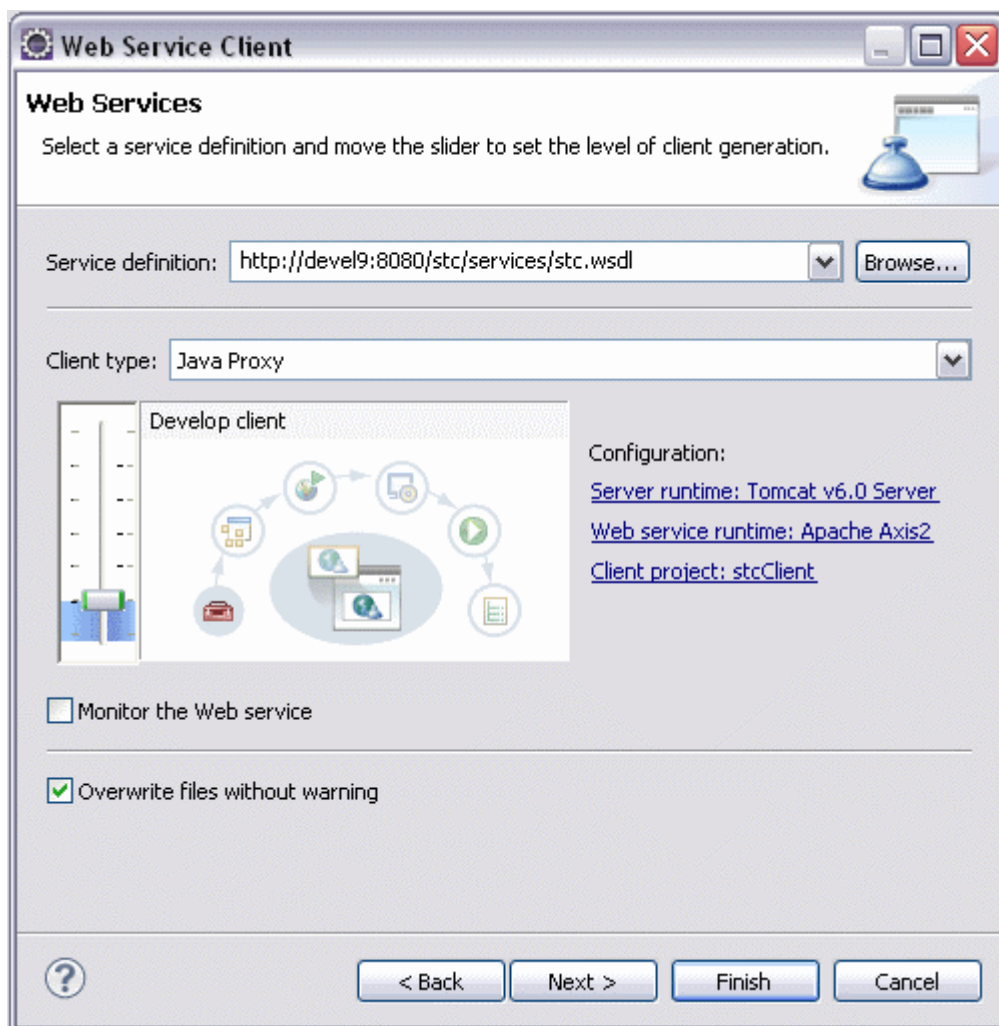 Web Service Client
Web Services
Select a service definition and move the slider to set the level of client generation.
Service definition: http://devel9:8080/stc/services/stc.wsdl Browse...
Client type: Java Proxy
Develop client
Configuration:
Server runtime: Tomcat v6.0 Server
Web service runtime: Apache Axis2
Client project: stcClient
Monitor the Web service
Overwrite files without warning
? < Back Next > Finish Cancel